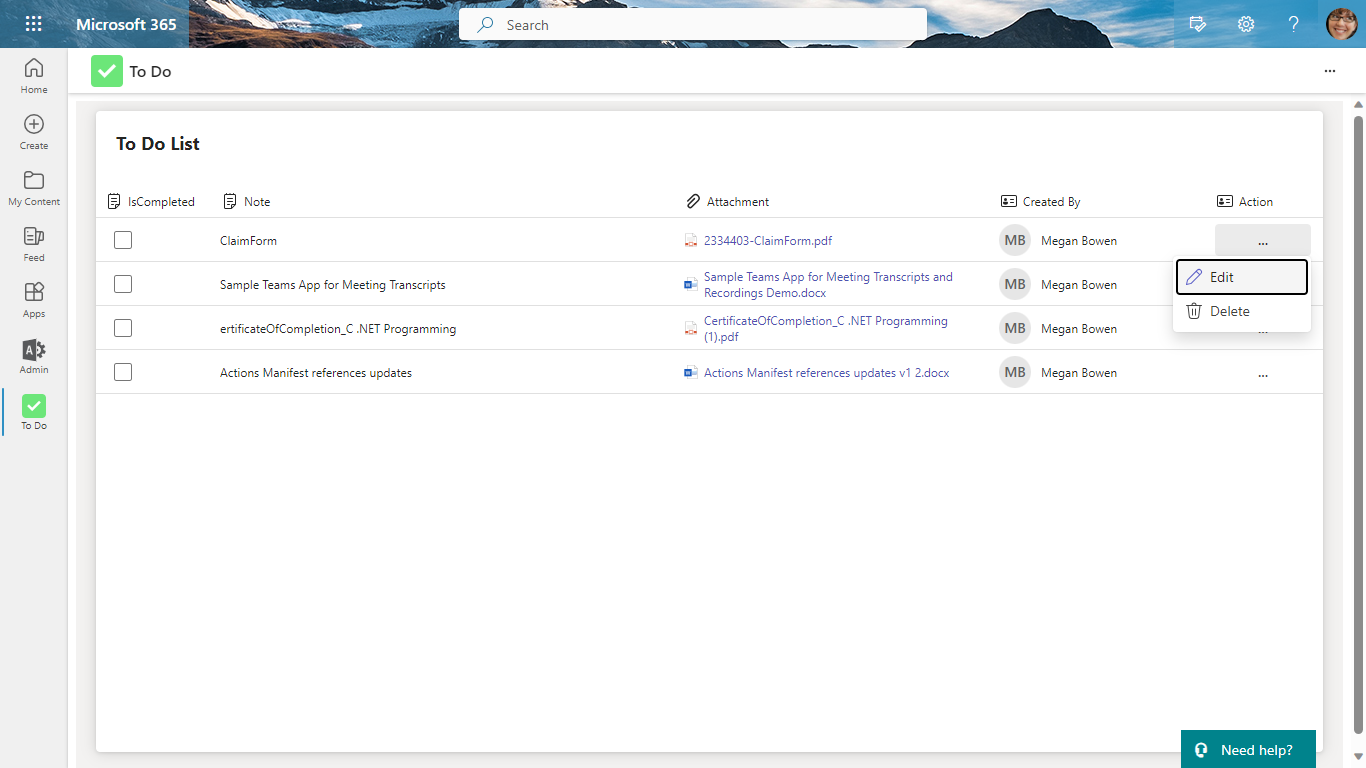 Microsoft 365
Search
?
Home
Create
My Content
Feed
Apps
Admin
To Do
To Do
...
To Do List
IsCompleted Note Attachment Created By Action
ClaimForm 2334403-ClaimForm.pdf MB Megan Bowen ...
Sample Teams App for Meeting Transcripts Sample Teams App for Meeting Transcripts and
Recordings Demo.docx MB Megan Bowen
ertificateOfCompletion_C .NET Programming CertificateOfCompletion_C .NET Programming
(1).pdf MB Megan Bowen ...
Actions Manifest references updates Actions Manifest references updates v1 2.docx MB Megan Bowen ...
Edit
Delete
Need help?